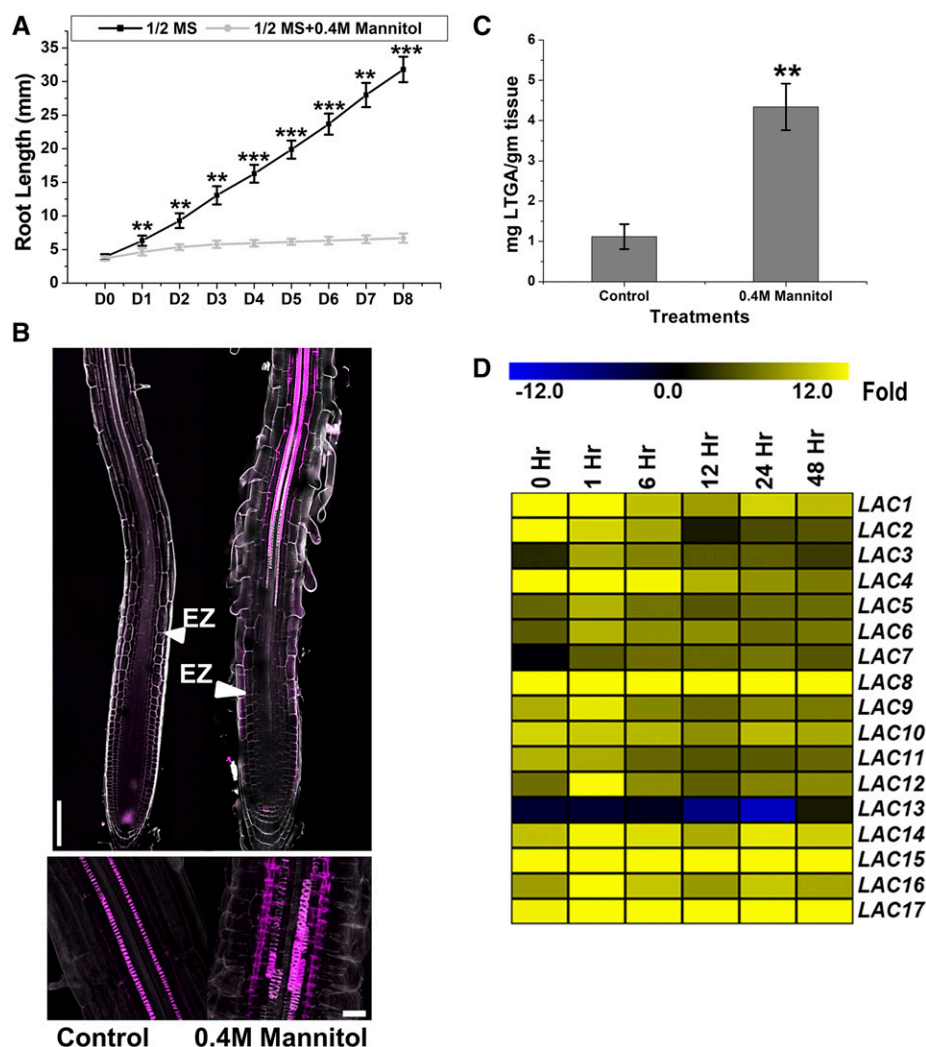 A
1/2 MS
1/2 MS+0.4M Mannitol
Root Length (mm)
40
35
30
25
20
15
10
5
0
** ** ** *** *** *** ** ***
D0 D1 D2 D3 D4 D5 D6 D7 D8
C
mg LTGA/gm tissue
6
5
4
3
2
1
0
**
Control 0.4M Mannitol
Treatments
B
EZ
EZ
Control 0.4M Mannitol
D
-12.0 0.0 12.0 Fold
0 Hr 1 Hr 6 Hr 12 Hr 24 Hr 48 Hr
LAC1
LAC2
LAC3
LAC4
LAC5
LAC6
LAC7
LAC8
LAC9
LAC10
LAC11
LAC12
LAC13
LAC14
LAC15
LAC16
LAC17